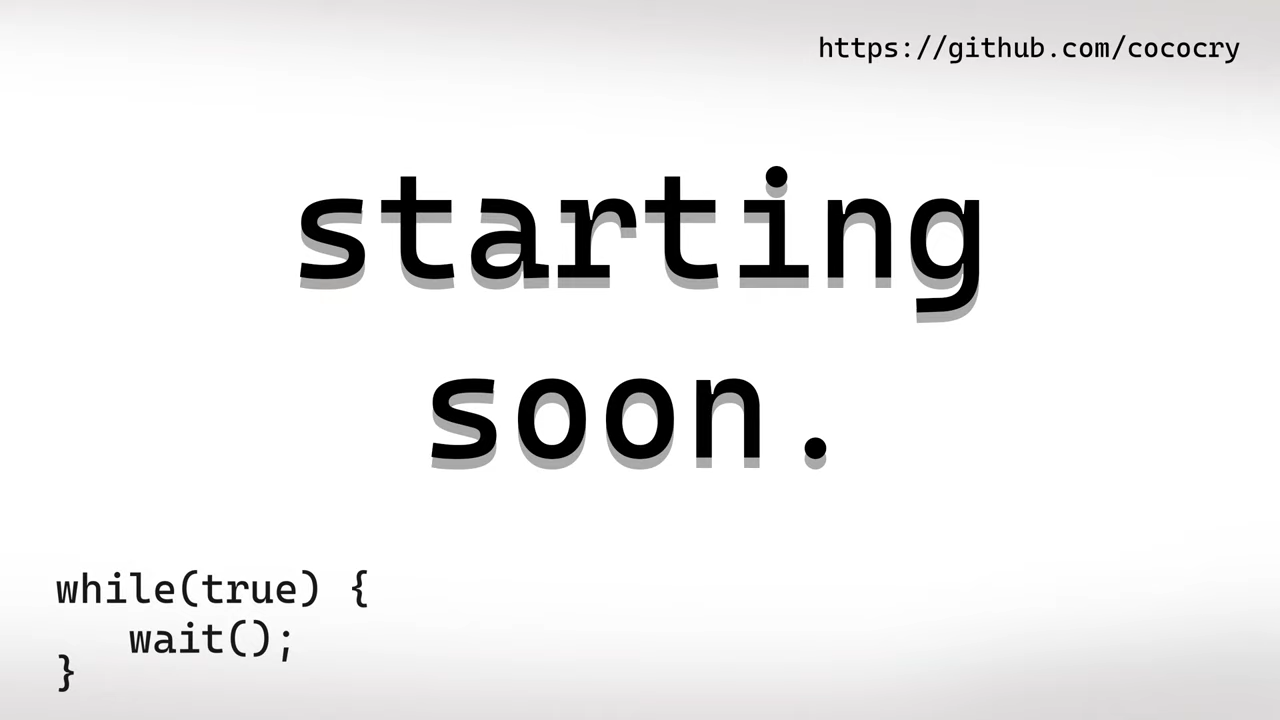 https://github.com/cococry
starting
soon.
while(true) {
wait();
}